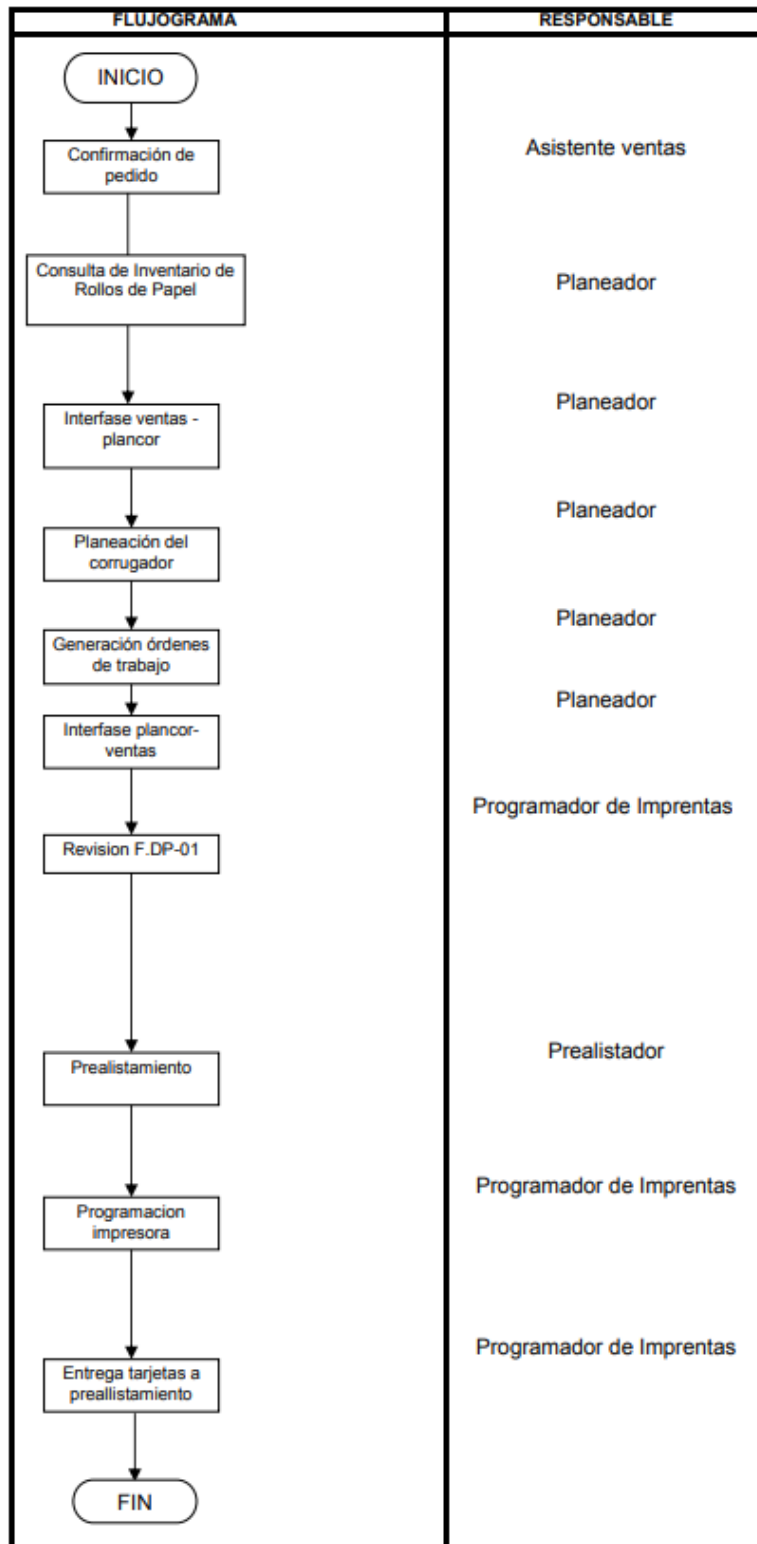 FLUJOGRAMA
RESPONSABLE
INICIO
Confirmación de
pedido
Asistente ventas
Consulta de Inventario de
Rollos de Papel
Planeador
Interfase ventas -
plancor
Planeador
Planeación del
corrugador
Planeador
Generación órdenes
de trabajo
Planeador
Interfase plancor-
ventas
Planeador
Revision F.DP-01
Programador de Imprentas
Prealistamiento
Prealistador
Programacion
impresora
Programador de Imprentas
Entrega tarjetas a
preallistamiento
Programador de Imprentas
FIN